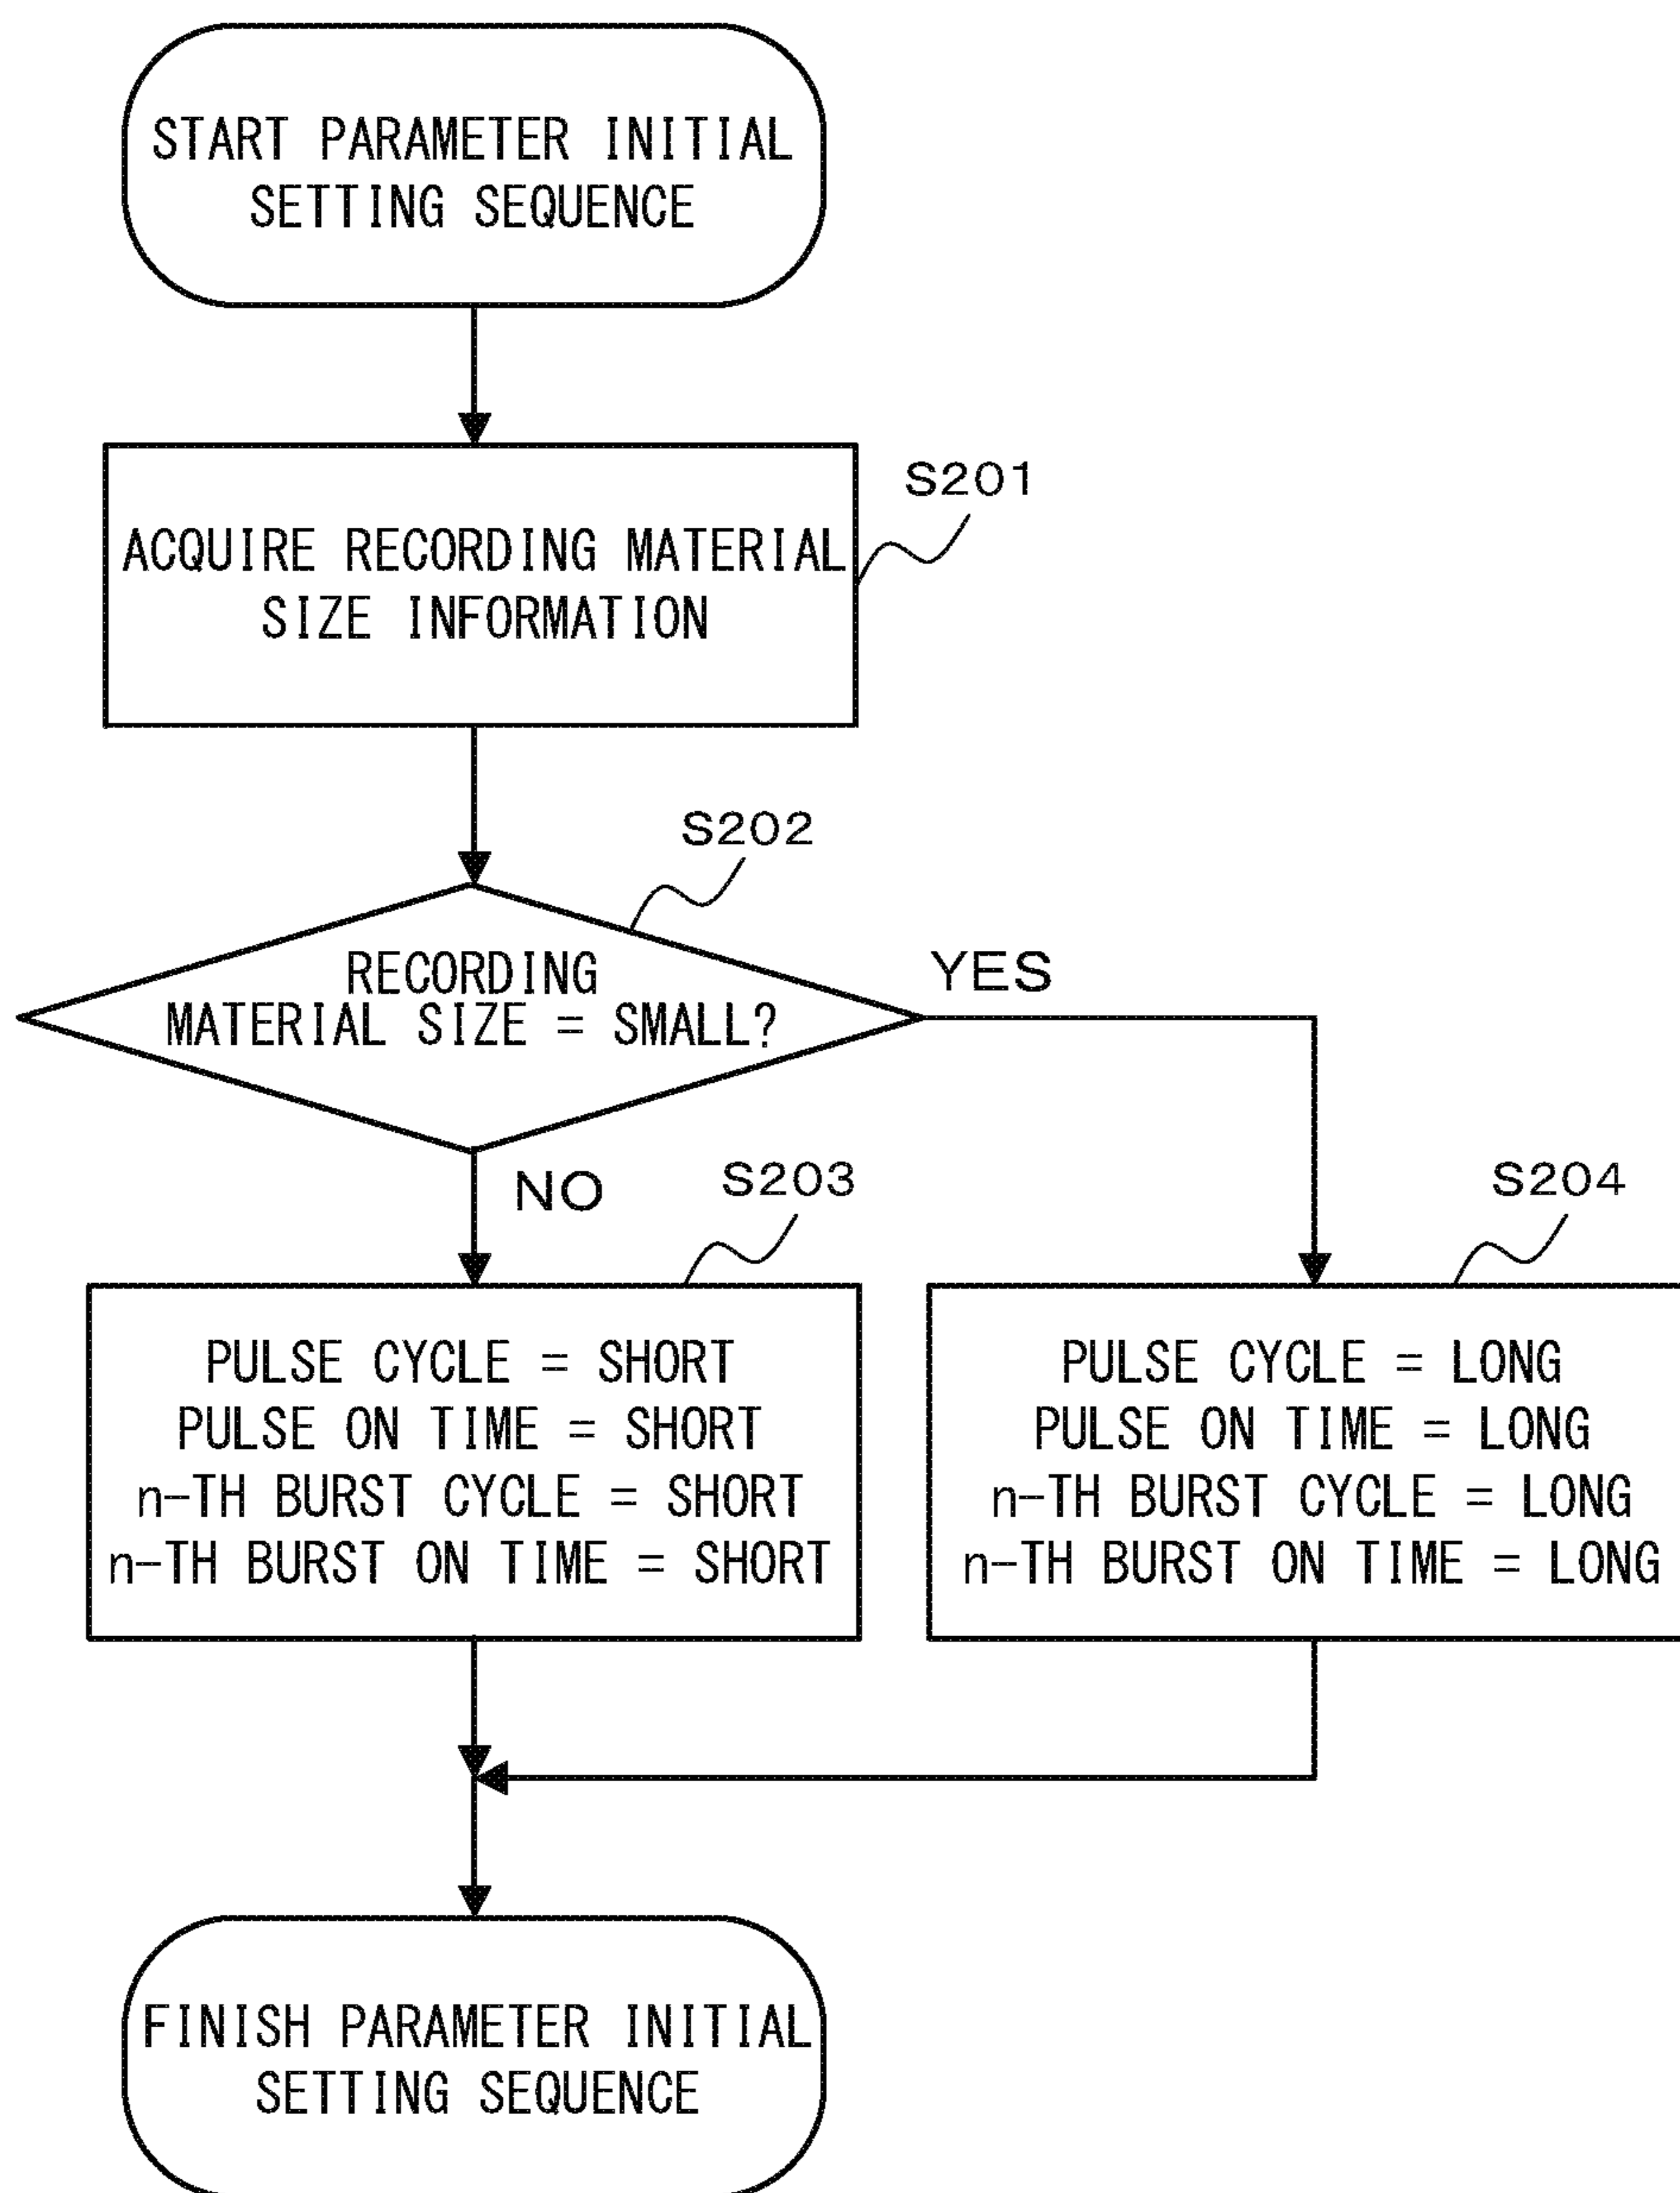 START PARAMETER INITIAL
SETTING SEQUENCE
S201
ACQUIRE RECORDING MATERIAL
SIZE INFORMATION
S202
RECORDING
MATERIAL SIZE = SMALL?
YES
NO
S203
PULSE CYCLE = SHORT
PULSE ON TIME = SHORT
n-TH BURST CYCLE = SHORT
n-TH BURST ON TIME = SHORT
S204
PULSE CYCLE = LONG
PULSE ON TIME = LONG
n-TH BURST CYCLE = LONG
n-TH BURST ON TIME = LONG
FINISH PARAMETER INITIAL
SETTING SEQUENCE